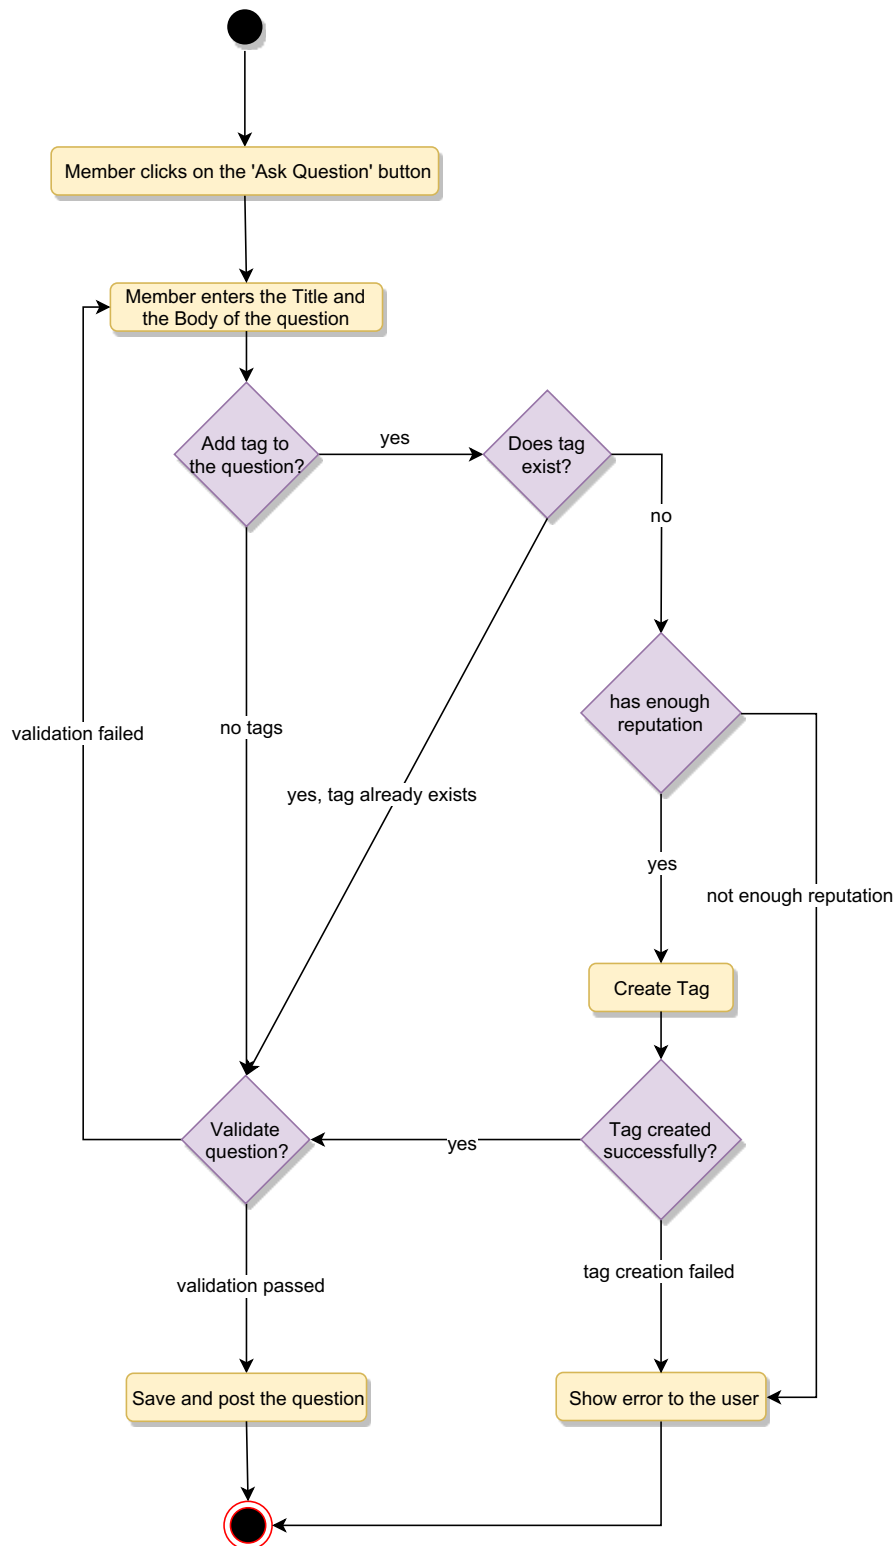 Member clicks on the 'Ask Question' button
Member enters the Title and
the Body of the question
Add tag to
the question?
yes
Does tag
exist?
no
has enough
reputation
validation failed
no tags
yes, tag already exists
yes
not enough reputation
Create Tag
Validate
question?
yes
Tag created
successfully?
validation passed
tag creation failed
Save and post the question
Show error to the user